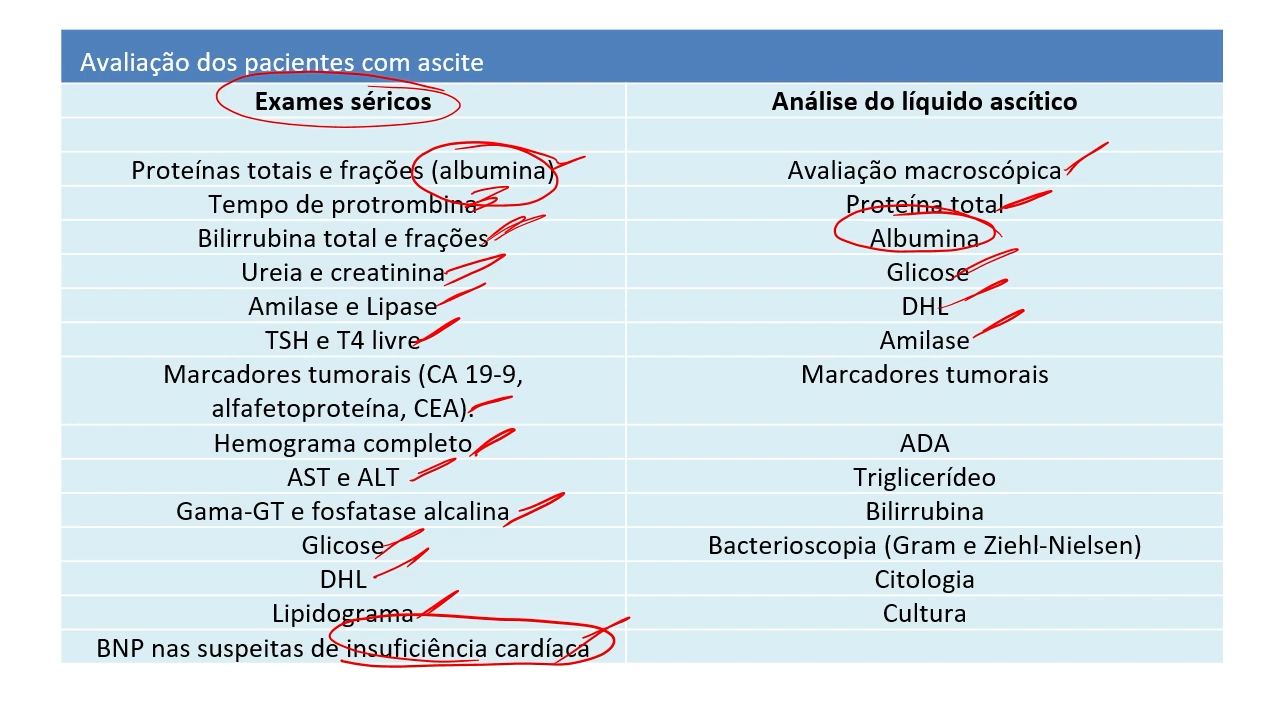 Avaliação dos pacientes com ascite
Exames séricos
Análise do líquido ascítico
Proteínas totais e frações (albumina)
Avaliação macroscópica
Tempo de protrombina
Proteína total
Bilirrubina total e frações
Albumina
Ureia e creatinina
Glicose
Amilase e Lipase
DHL
TSH e T4 livre
Amilase
Marcadores tumorais (CA 19-9,
alfafetoproteína, CEA).
Marcadores tumorais
Hemograma completo
ADA
AST e ALT
Triglicerídeo
Gama-GT e fosfatase alcalina
Bilirrubina
Glicose
Bacterioscopia (Gram e Ziehl-Nielsen)
DHL
Citologia
Lipidograma
Cultura
BNP nas suspeitas de insuficiência cardíaca